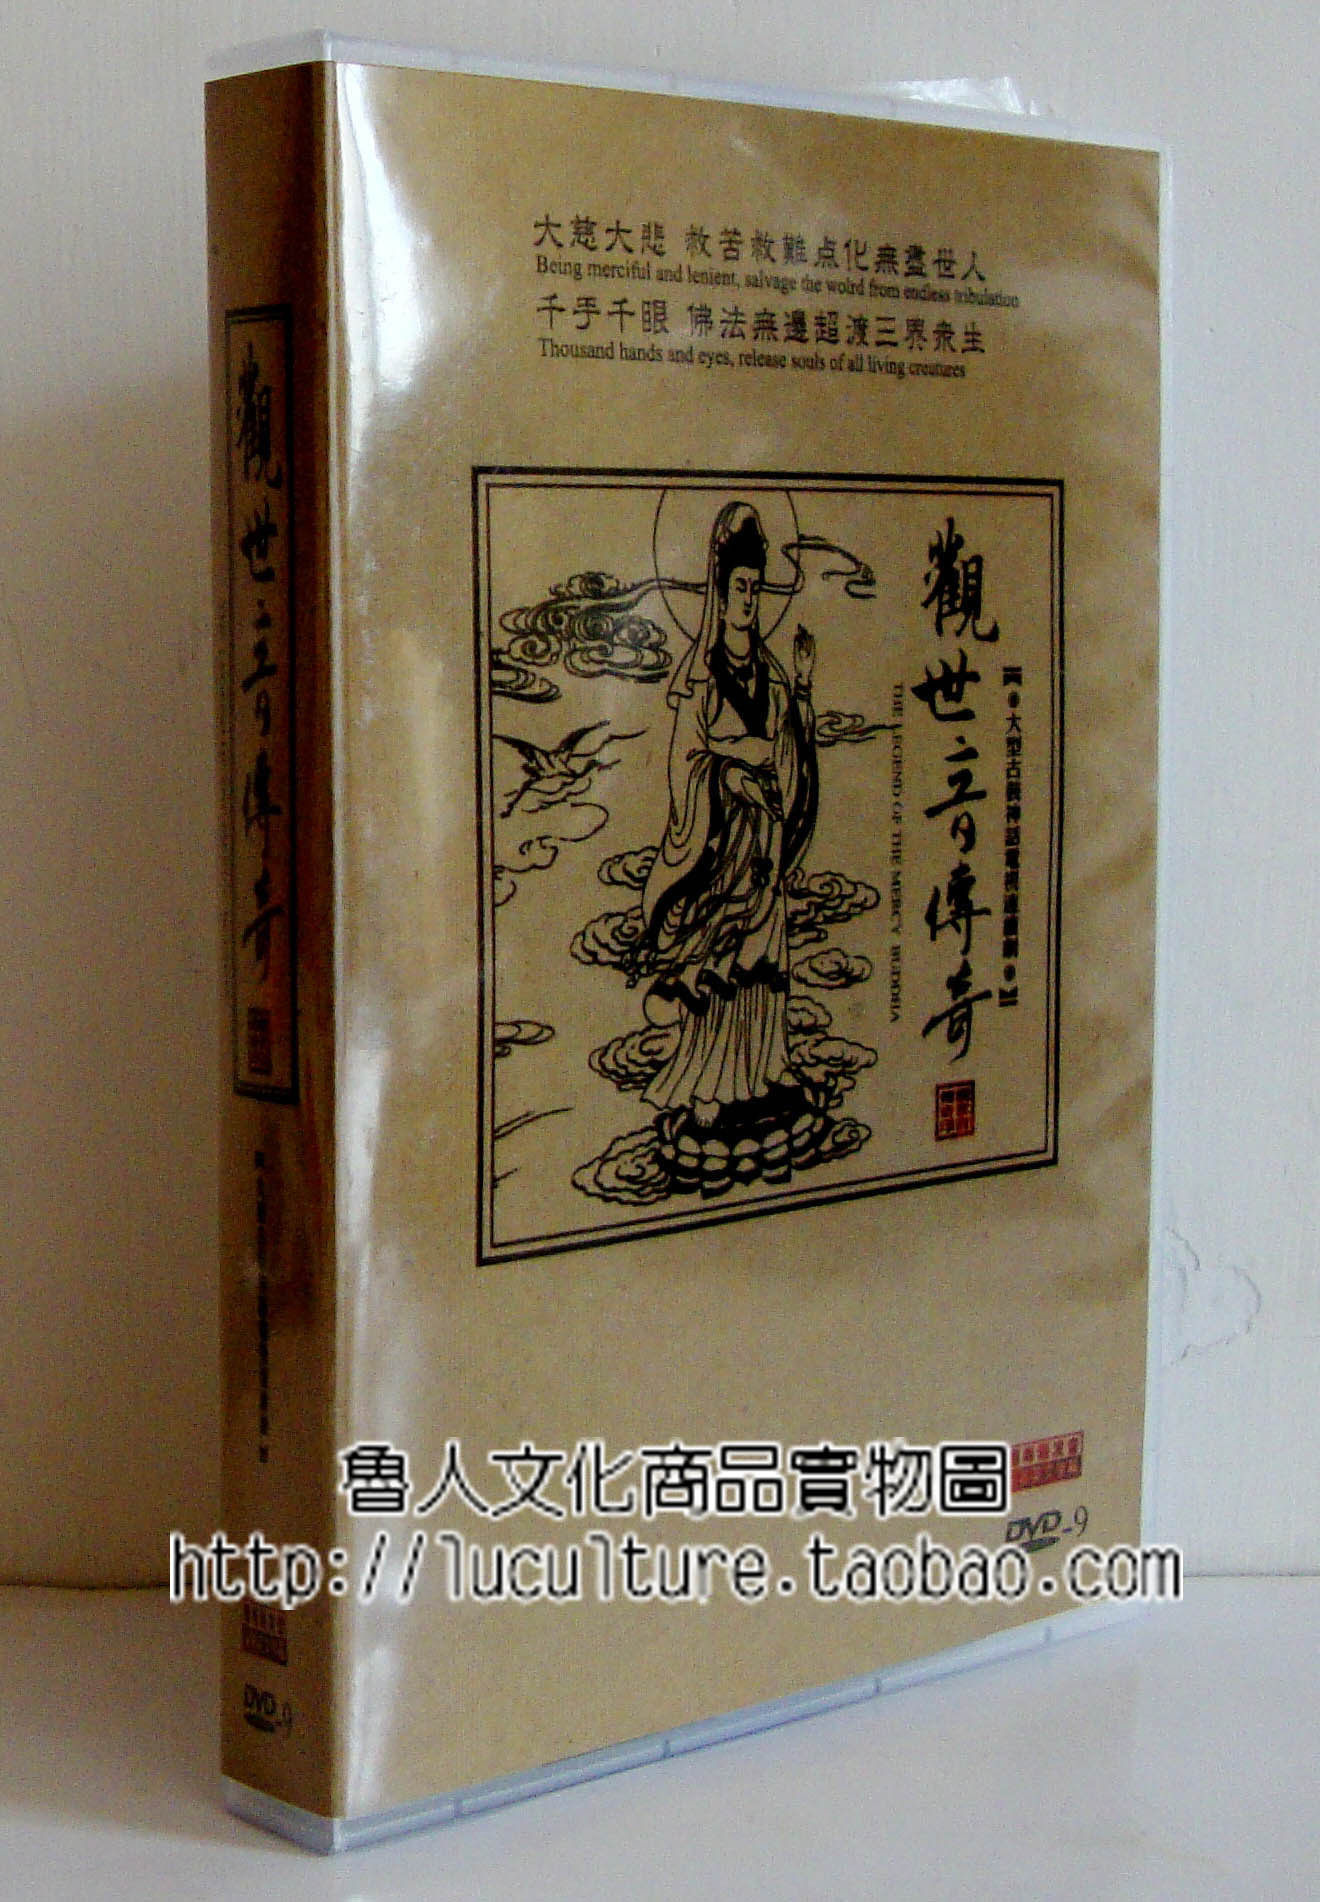 大慈大悲 救苦救難点化無盡世人
Being merciful and lenient, salvage the wolrd from endless tribulation
千手千眼 佛法無邊超渡三界衆生
Thousand hands and eyes, release souls of all living creatures
觀世音傳奇
【●大型古典神話電視連續劇●】
THE LEGEND OF THE MERCY BUDDHA
觀世音傳奇
DVD-9
DVD-9
魯人文化商品實物圖
http://luculture.taobao.com